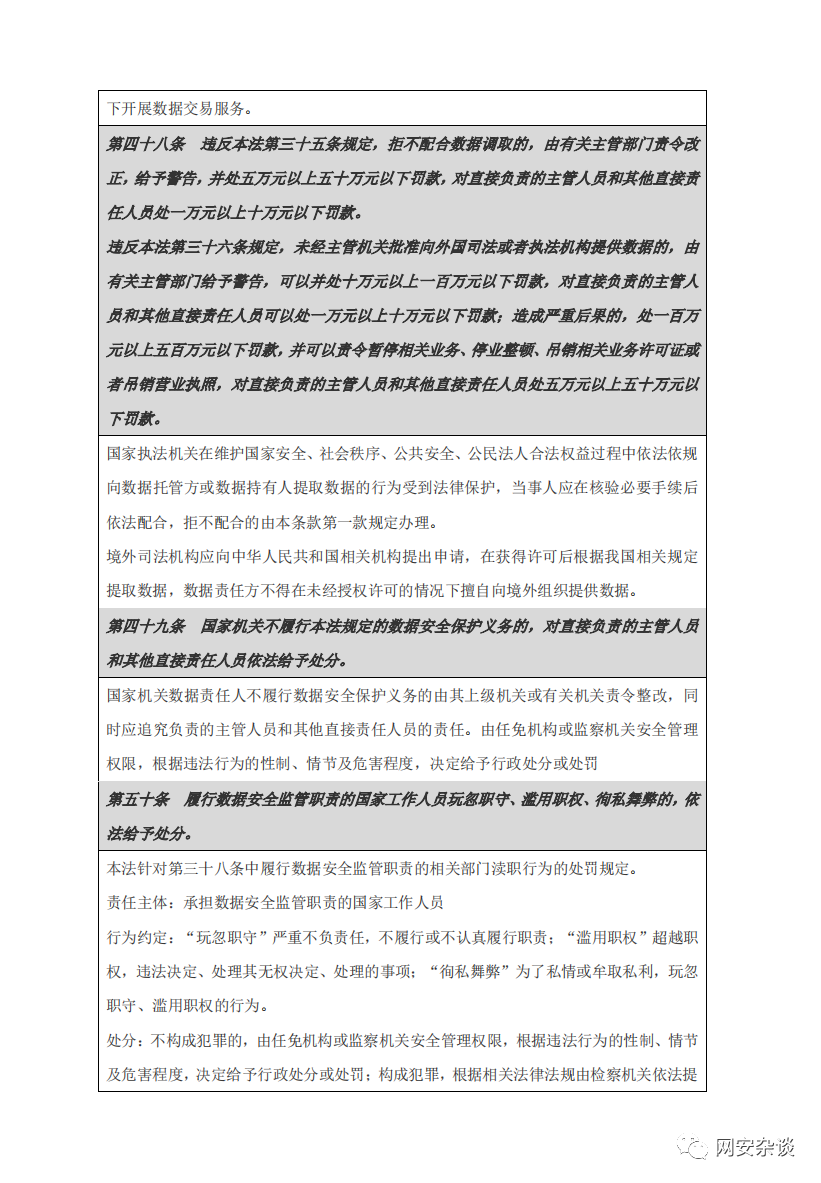 下开展数据交易服务。
第四十八条　违反本法第三十五条规定，拒不配合数据调取的，由有关主管部门责令改
正，给予警告，并处五万元以上五十万元以下罚款，对直接负责的主管人员和其他直接责
任人员处一万元以上十万元以下罚款。
违反本法第三十六条规定，未经主管机关批准向外国司法或者执法机构提供数据的，由
有关主管部门给予警告，可以并处十万元以上一百万元以下罚款，对直接负责的主管人
员和其他直接责任人员可以处一万元以上十万元以下罚款；造成严重后果的，处一百万
元以上五百万元以下罚款，并可以责令暂停相关业务、停业整顿、吊销相关业务许可证或
者吊销营业执照，对直接负责的主管人员和其他直接责任人员处五万元以上五十万元以
下罚款。
国家执法机关在维护国家安全、社会秩序、公共安全、公民法人合法权益过程中依法依规
向数据托管方或数据持有人提取数据的行为受到法律保护，当事人应在核验必要手续后
依法配合，拒不配合的由本条款第一款规定办理。
境外司法机构应向中华人民共和国相关机构提出申请，在获得许可后根据我国相关规定
提取数据，数据责任方不得在未经授权许可的情况下擅自向境外组织提供数据。
第四十九条　国家机关不履行本法规定的数据安全保护义务的，对直接负责的主管人员
和其他直接责任人员依法给予处分。
国家机关数据责任人不履行数据安全保护义务的由其上级机关或有关机关责令整改，同
时应追究负责的主管人员和其他直接责任人员的责任。由任免机构或监察机关安全管理
权限，根据违法行为的性制、情节及危害程度，决定给予行政处分或处罚
第五十条　履行数据安全监管职责的国家工作人员玩忽职守、滥用职权、徇私舞弊的，依
法给予处分。
本法针对第三十八条中履行数据安全监管职责的相关部门渎职行为的处罚规定。
责任主体：承担数据安全监管职责的国家工作人员
行为约定：“玩忽职守”严重不负责任，不履行或不认真履行职责；“滥用职权”超越职
权，违法决定、处理其无权决定、处理的事项；“徇私舞弊”为了私情或牟取私利，玩忽
职守、滥用职权的行为。
处分：不构成犯罪的，由任免机构或监察机关安全管理权限，根据违法行为的性制、情节
及危害程度，决定给予行政处分或处罚；构成犯罪，根据相关法律法规由检察机关依法提
网安杂谈